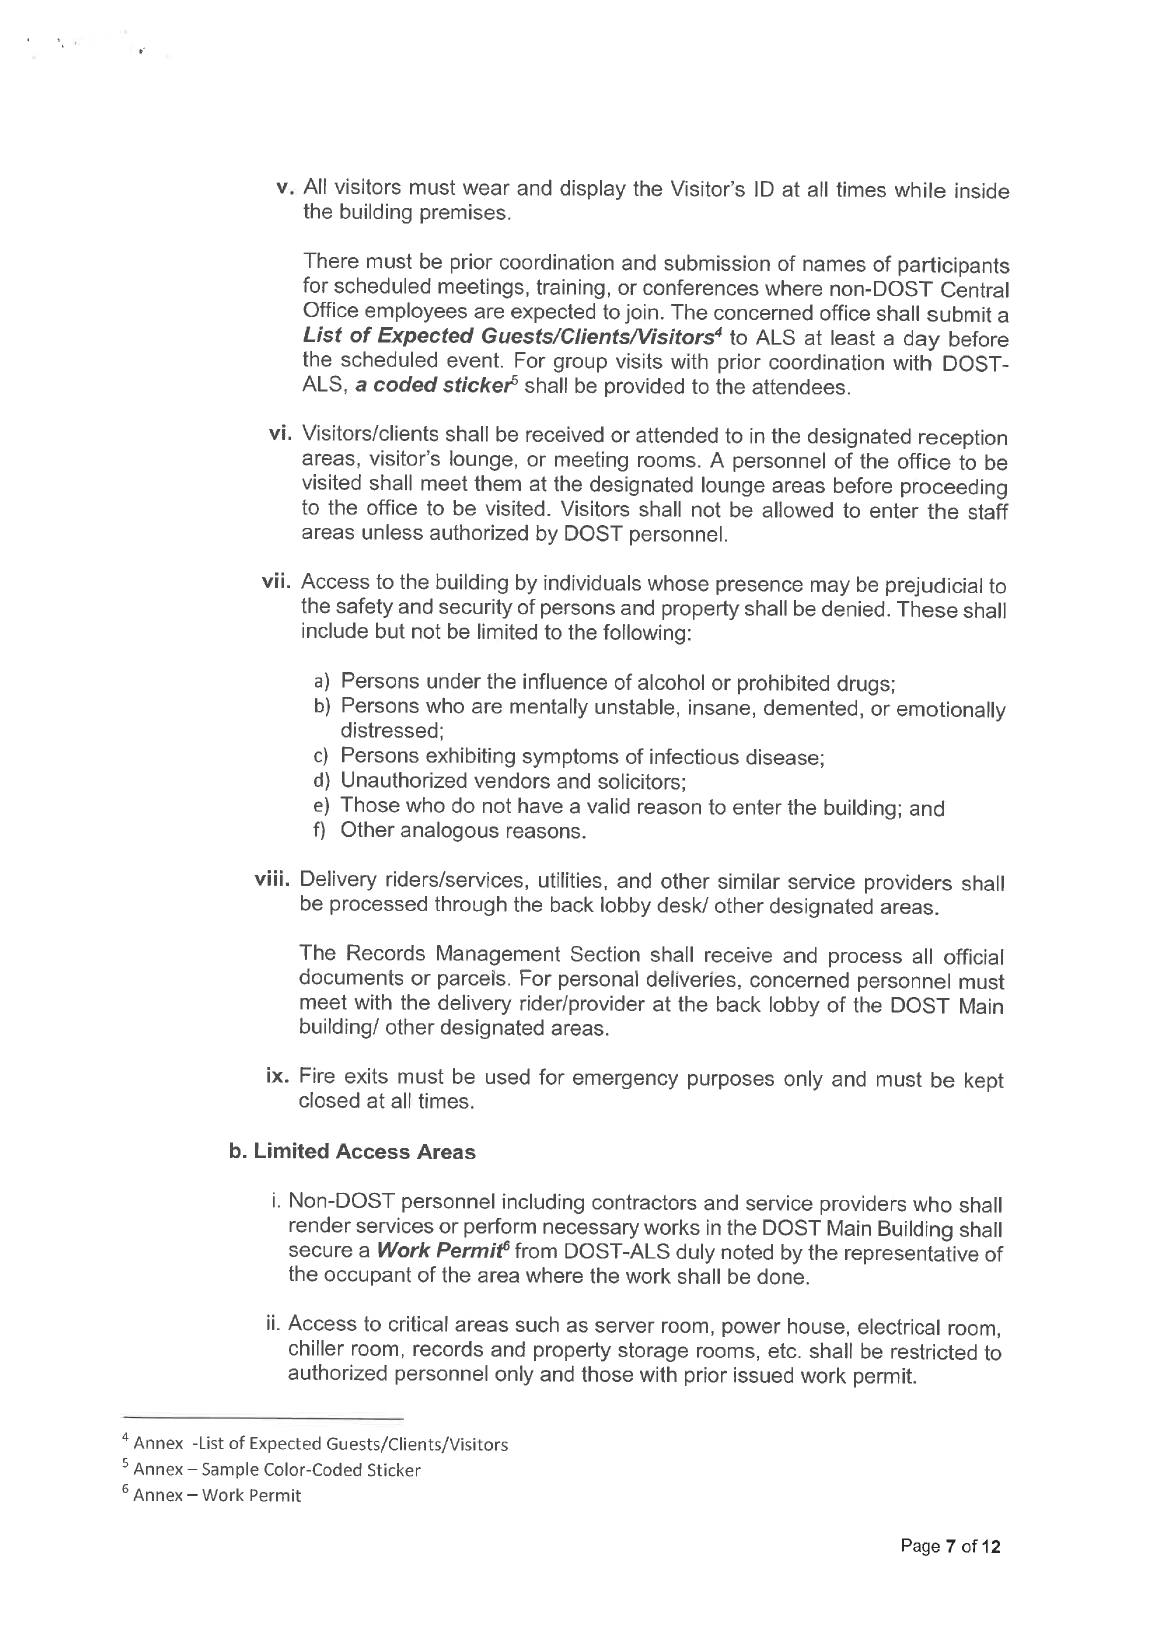 v. All visitors must wear and display the Visitor's ID at all times while inside
the building premises.
There must be prior coordination and submission of names of participants
for scheduled meetings, training, or conferences where non-DOST Central
Office employees are expected to join. The concerned office shall submit a
List of Expected Guests/Clients/Visitors4 to ALS at least a day before
the scheduled event. For group visits with prior coordination with DOST-
ALS, a coded sticker5 shall be provided to the attendees.
vi. Visitors/clients shall be received or attended to in the designated reception
areas, visitor's lounge, or meeting rooms. A personnel of the office to be
visited shall meet them at the designated lounge areas before proceeding
to the office to be visited. Visitors shall not be allowed to enter the staff
areas unless authorized by DOST personnel.
vii. Access to the building by individuals whose presence may be prejudicial to
the safety and security of persons and property shall be denied. These shall
include but not be limited to the following:
a) Persons under the influence of alcohol or prohibited drugs;
b) Persons who are mentally unstable, insane, demented, or emotionally
distressed;
c) Persons exhibiting symptoms of infectious disease;
d) Unauthorized vendors and solicitors;
e) Those who do not have a valid reason to enter the building; and
f) Other analogous reasons.
viii. Delivery riders/services, utilities, and other similar service providers shall
be processed through the back lobby desk/ other designated areas.
The Records Management Section shall receive and process all official
documents or parcels. For personal deliveries, concerned personnel must
meet with the delivery rider/provider at the back lobby of the DOST Main
building/ other designated areas.
ix. Fire exits must be used for emergency purposes only and must be kept
closed at all times.
b. Limited Access Areas
i. Non-DOST personnel including contractors and service providers who shall
render services or perform necessary works in the DOST Main Building shall
secure a Work Permit6 from DOST-ALS duly noted by the representative of
the occupant of the area where the work shall be done.
ii. Access to critical areas such as server room, power house, electrical room,
chiller room, records and property storage rooms, etc. shall be restricted to
authorized personnel only and those with prior issued work permit.
4 Annex -List of Expected Guests/Clients/Visitors
5 Annex – Sample Color-Coded Sticker
6 Annex – Work Permit
Page 7 of 12